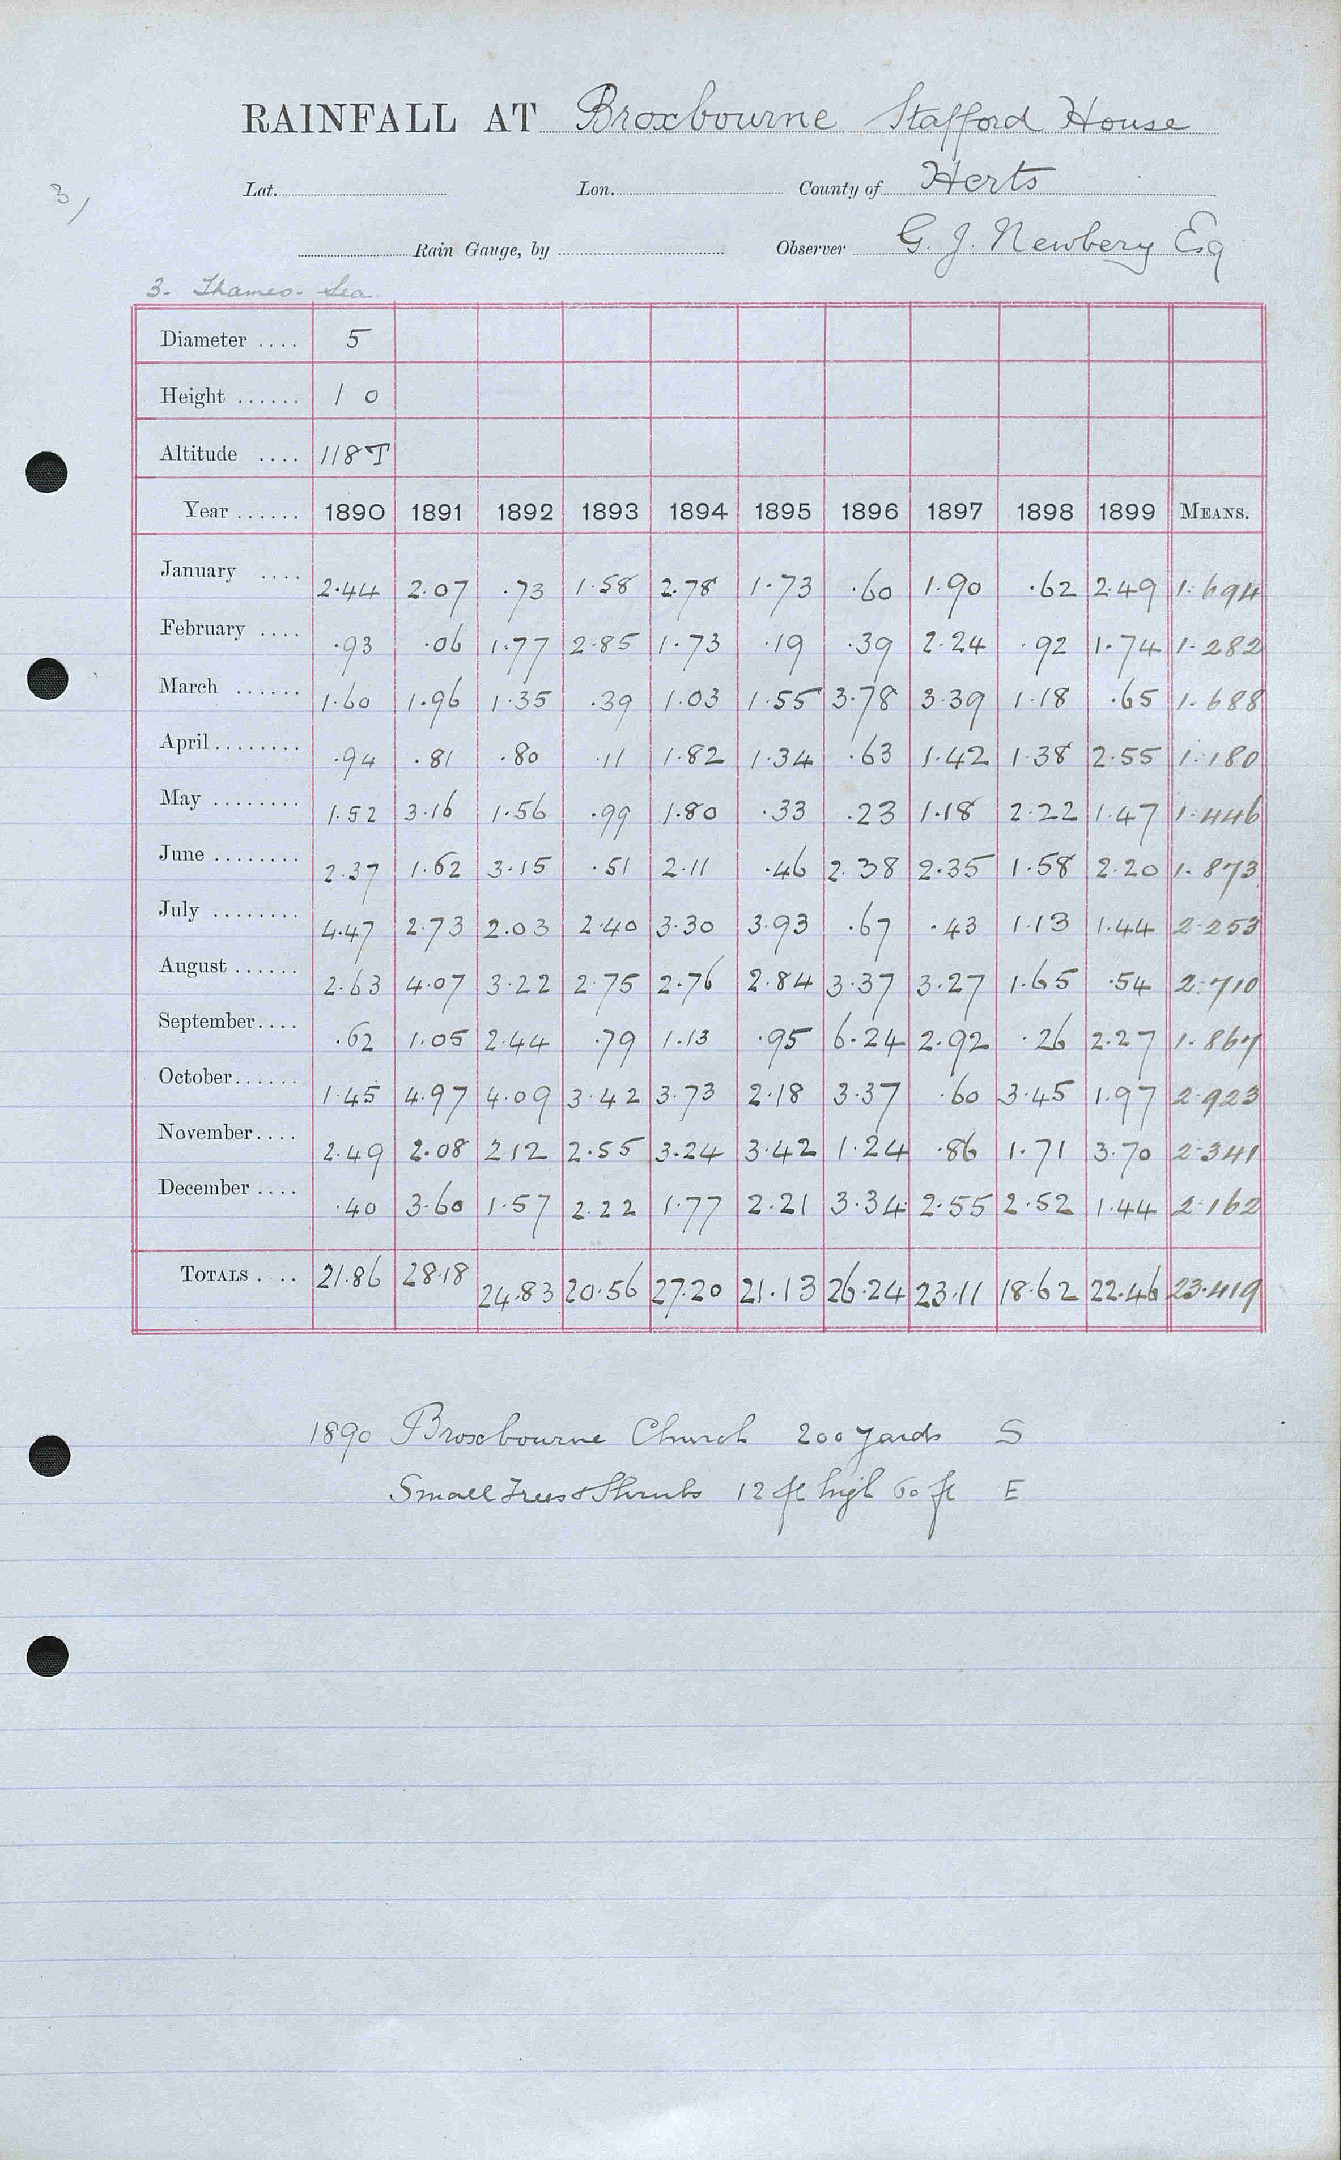 RAINFALL AT Broxbourne Stafford House
3/ Lat. Lon. County of Herts
Rain Gauge, by Observer G. J. Newbery Esq
3. Thames - Sea.
Diameter .... 5
Height ...... 1 0
Altitude .... 118 T
Year ...... 1890 1891 1892 1893 1894 1895 1896 1897 1898 1899 MEANS.
January .... 2.44 2.07 .73 1.58 2.78 1.73 .60 1.90 .62 2.49 1.694
February .... .93 .06 1.77 2.85 1.73 .19 .39 2.24 .92 1.74 1.282
March ...... 1.60 1.96 1.35 .39 1.03 1.55 3.78 3.39 1.18 .65 1.688
April ........ .94 .81 .80 .11 1.82 1.34 .63 1.42 1.38 2.55 1.180
May ........ 1.52 3.16 1.56 .99 1.80 .33 .23 1.18 2.22 1.47 1.446
June ........ 2.37 1.62 3.15 .51 2.11 .46 2.38 2.35 1.58 2.20 1.873
July ........ 4.47 2.73 2.03 2.40 3.30 3.93 .67 .43 1.13 1.44 2.253
August ...... 2.63 4.07 3.22 2.75 2.76 2.84 3.37 3.27 1.65 .54 2.710
September .... .62 1.05 2.44 .79 1.13 .95 6.24 2.92 .26 2.27 1.867
October ...... 1.45 4.97 4.09 3.42 3.73 2.18 3.37 .60 3.45 1.97 2.923
November .... 2.49 2.08 2.12 2.55 3.24 3.42 1.24 .86 1.71 3.70 2.341
December .... .40 3.60 1.57 2.22 1.77 2.21 3.34 2.55 2.52 1.44 2.162
TOTALS .... 21.86 28.18 24.83 20.56 27.20 21.13 26.24 23.11 18.62 22.46 23.419
1890 Broxbourne Church 200 yards S
Small Trees & Shrubs 12 ft high 60 ft E